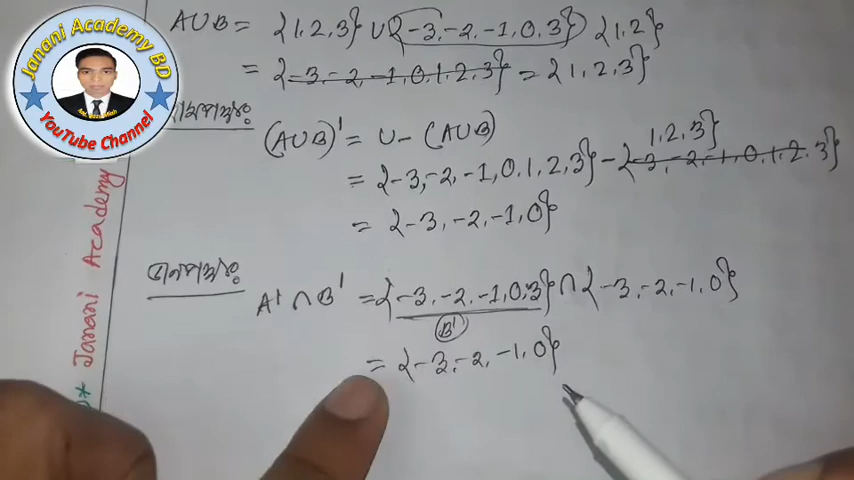 A∪B = {1,2,3} ∪ {-3,-2,-1,0,3} {1,2}
= {-3,-2,-1,0,1,2,3} = {1,2,3}
বামপক্ষঃ
(A∪B)' = U - (A∪B)
1,2,3}
= {-3,-2,-1,0,1,2,3} - {-3,-2,-1,0,1,2,3}
= {-3,-2,-1,0}
ডানপক্ষঃ
A' ∩ B' = {-3,-2,-1,0,3} ∩ {-3,-2,-1,0}
B'
= {-3,-2,-1,0}
Janani Academy BD
YouTube Channel
* Janani Academy